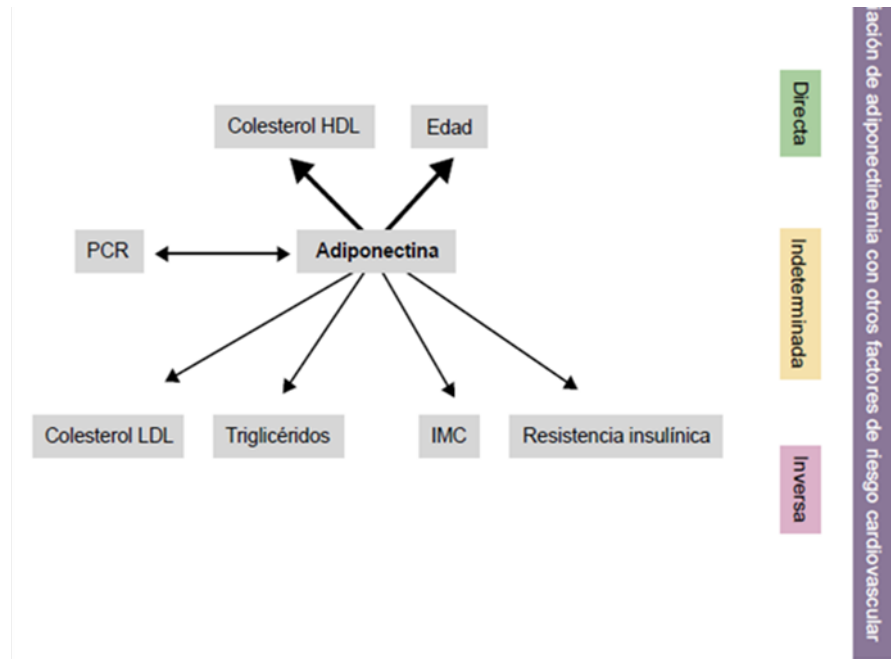 Colesterol HDL
Edad
PCR
Adiponectina
Colesterol LDL
Triglicéridos
IMC
Resistencia insulínica
Directa
Indeterminada
Inversa
de adiponectinemia con otros factores de riesgo cardiovascular